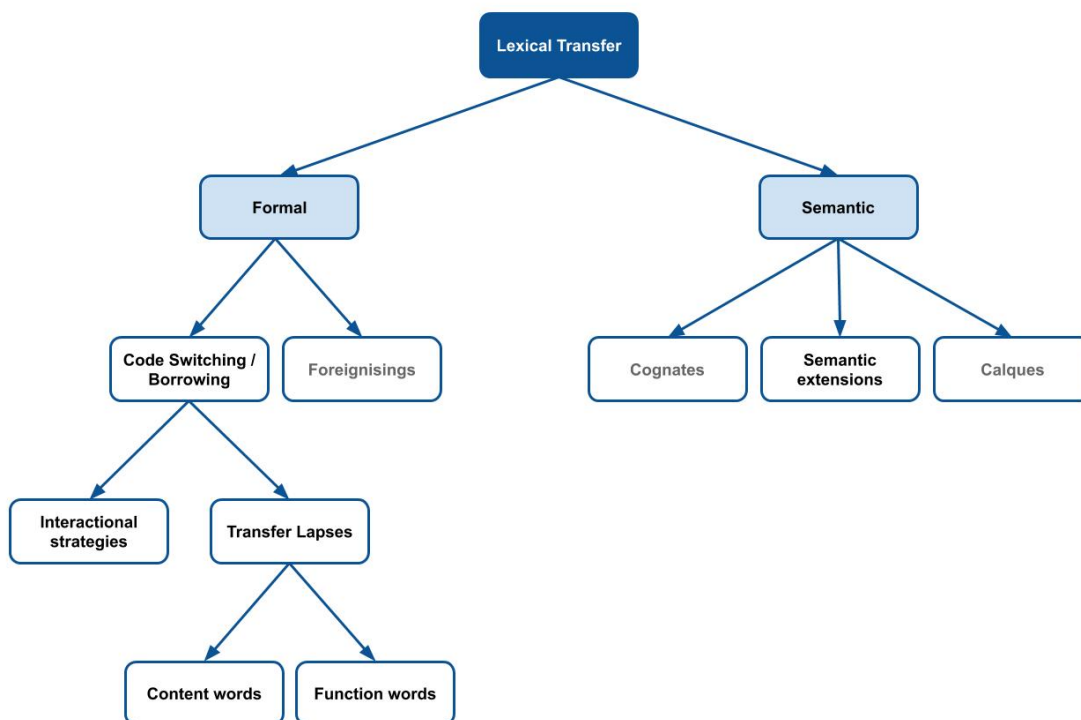 Lexical Transfer
Formal
Semantic
Code Switching /
Borrowing
Foreignisings
Cognates
Semantic
extensions
Calques
Interactional
strategies
Transfer Lapses
Content words
Function words